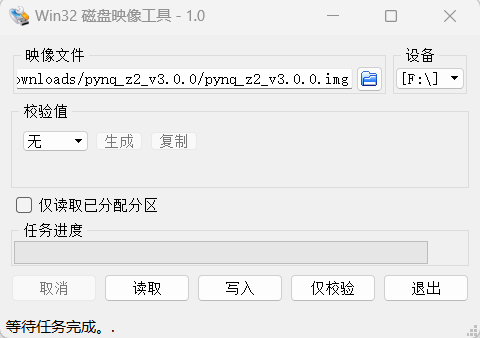 Win32 磁盘映像工具 - 1.0
映像文件
设备
ownloads/pynq_z2_v3.0.0/pynq_z2_v3.0.0.img
[F:\]
校验值
无
生成
复制
仅读取已分配分区
任务进度
取消
读取
写入
仅校验
退出
等待任务完成。.